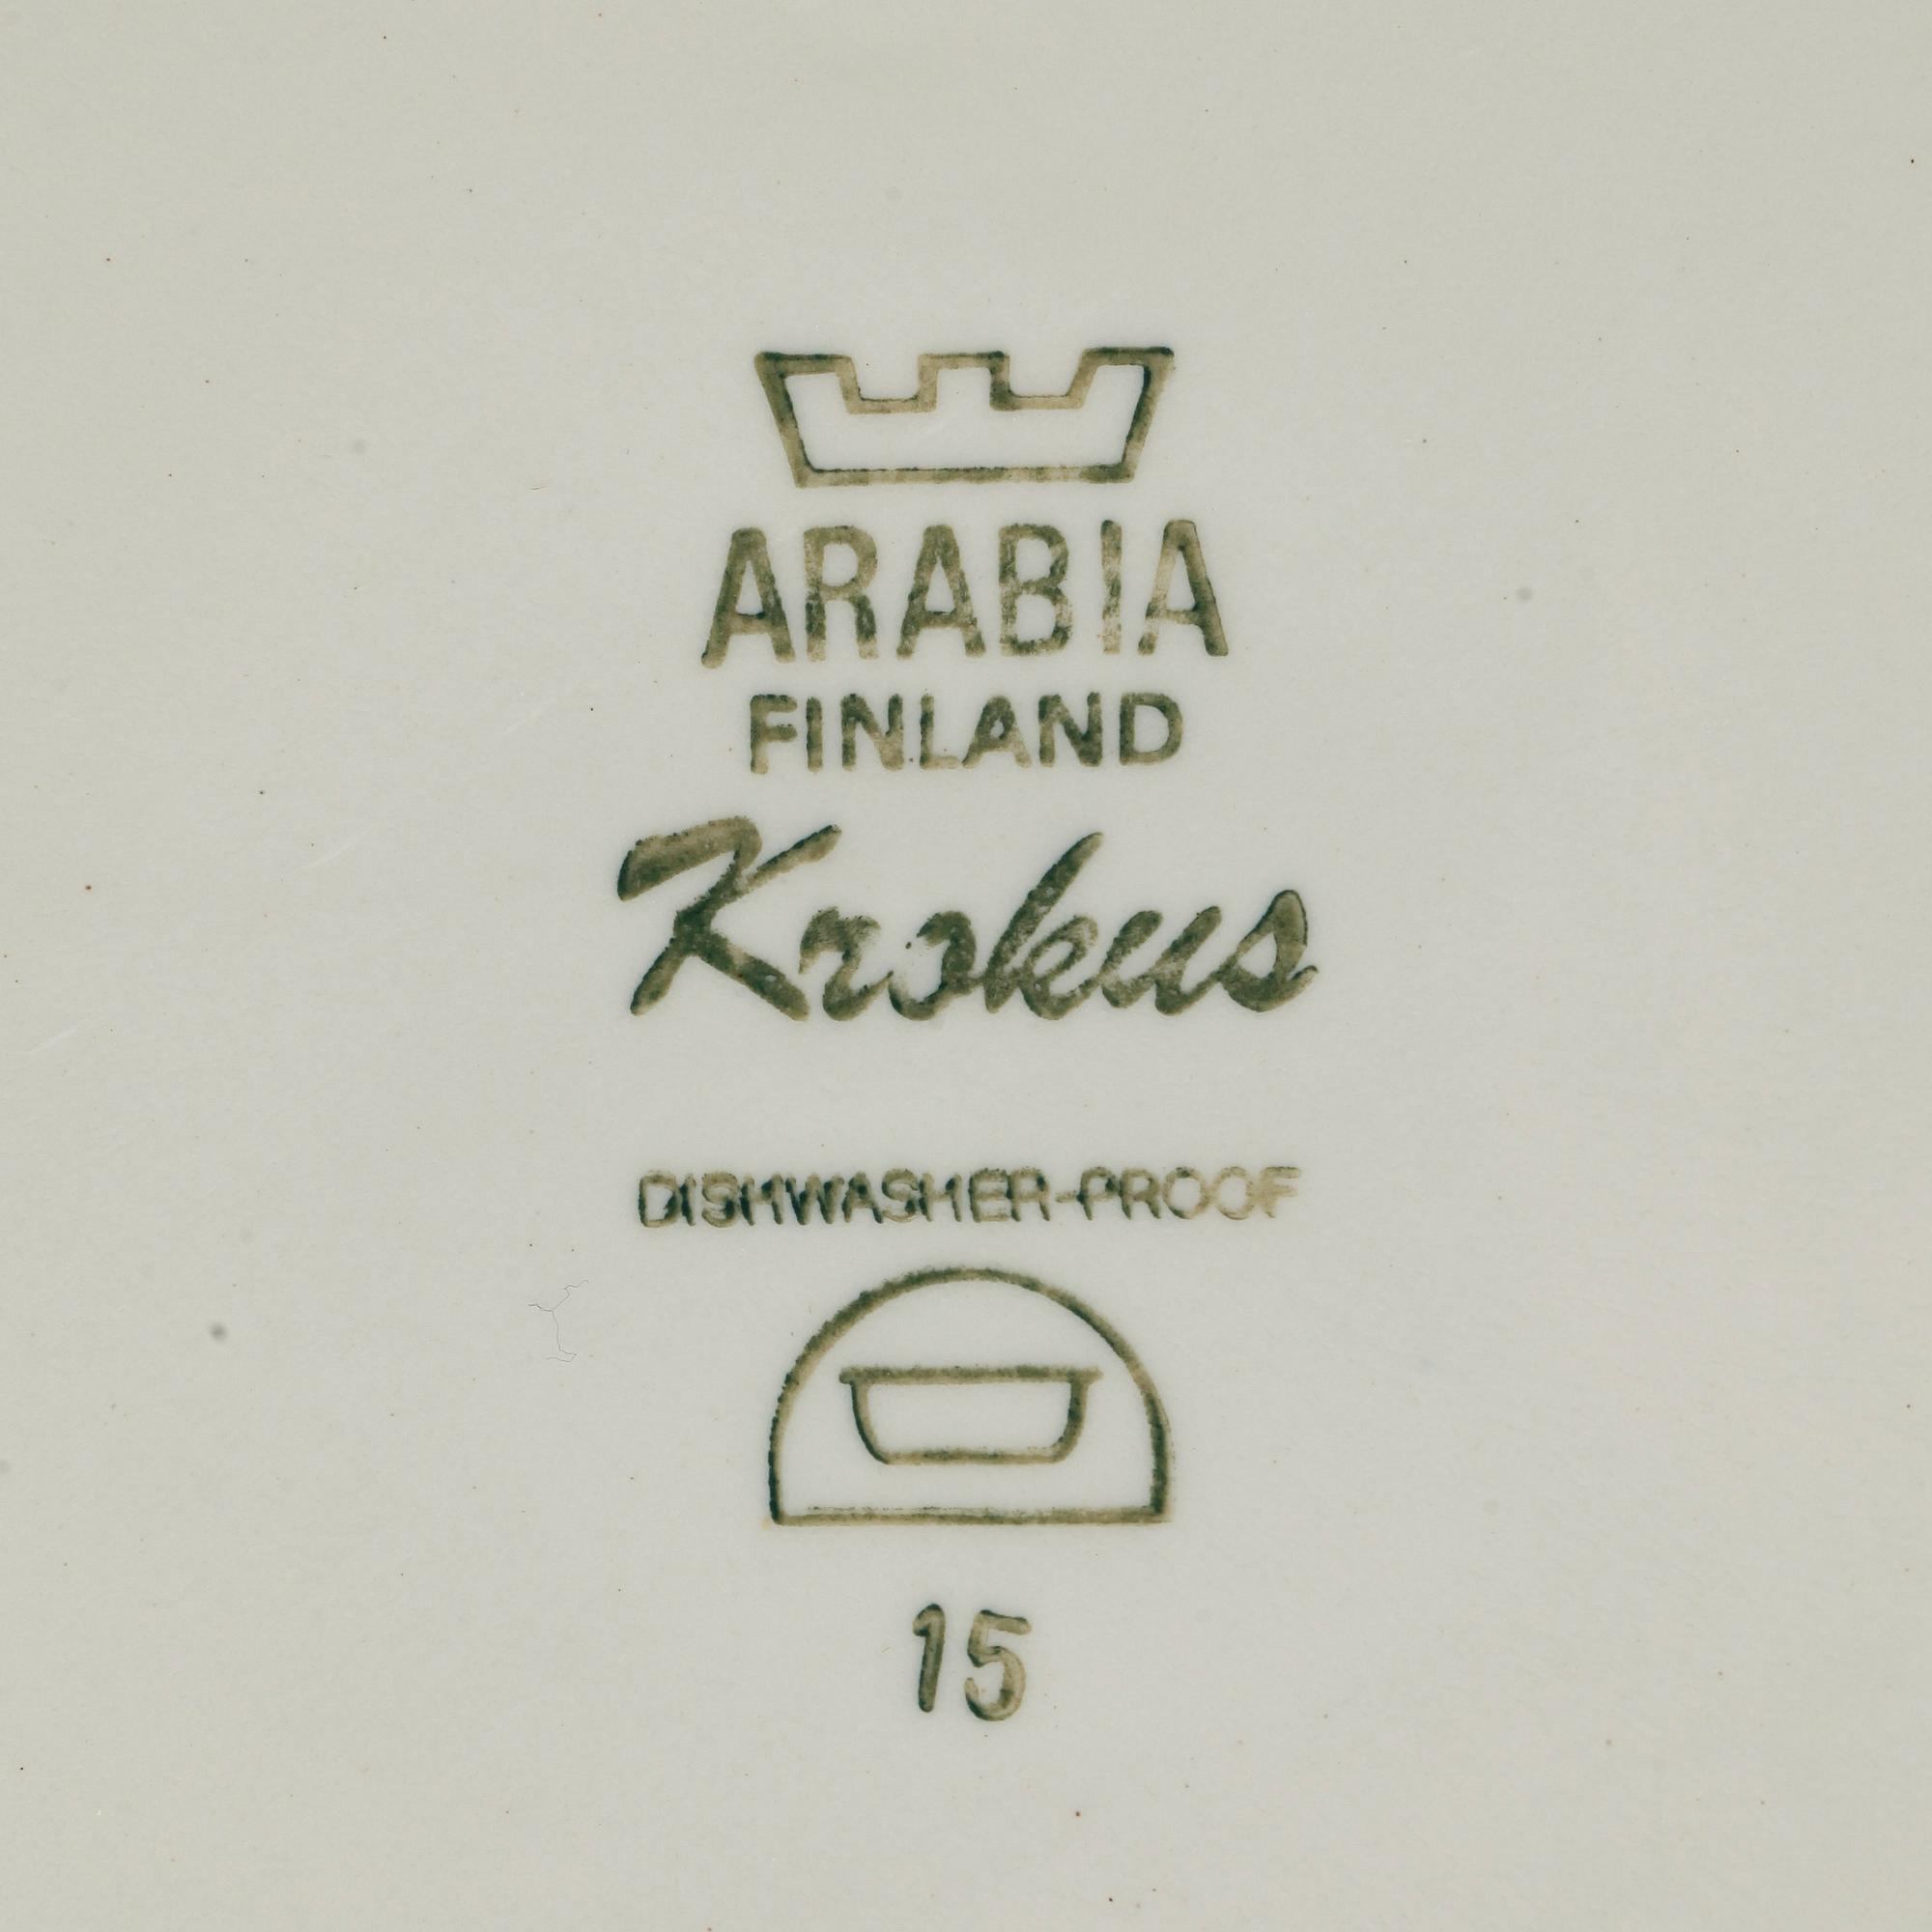 ARABIA
FINLAND
Krokus
DISHWASHER-PROOF
15